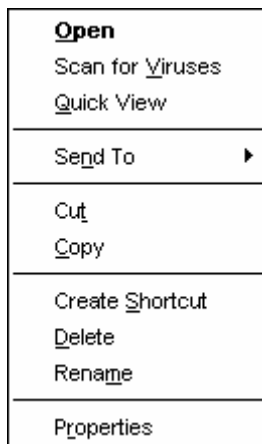 Open
Scan for Viruses
Quick View
Send To
Cut
Copy
Create Shortcut
Delete
Rename
Properties